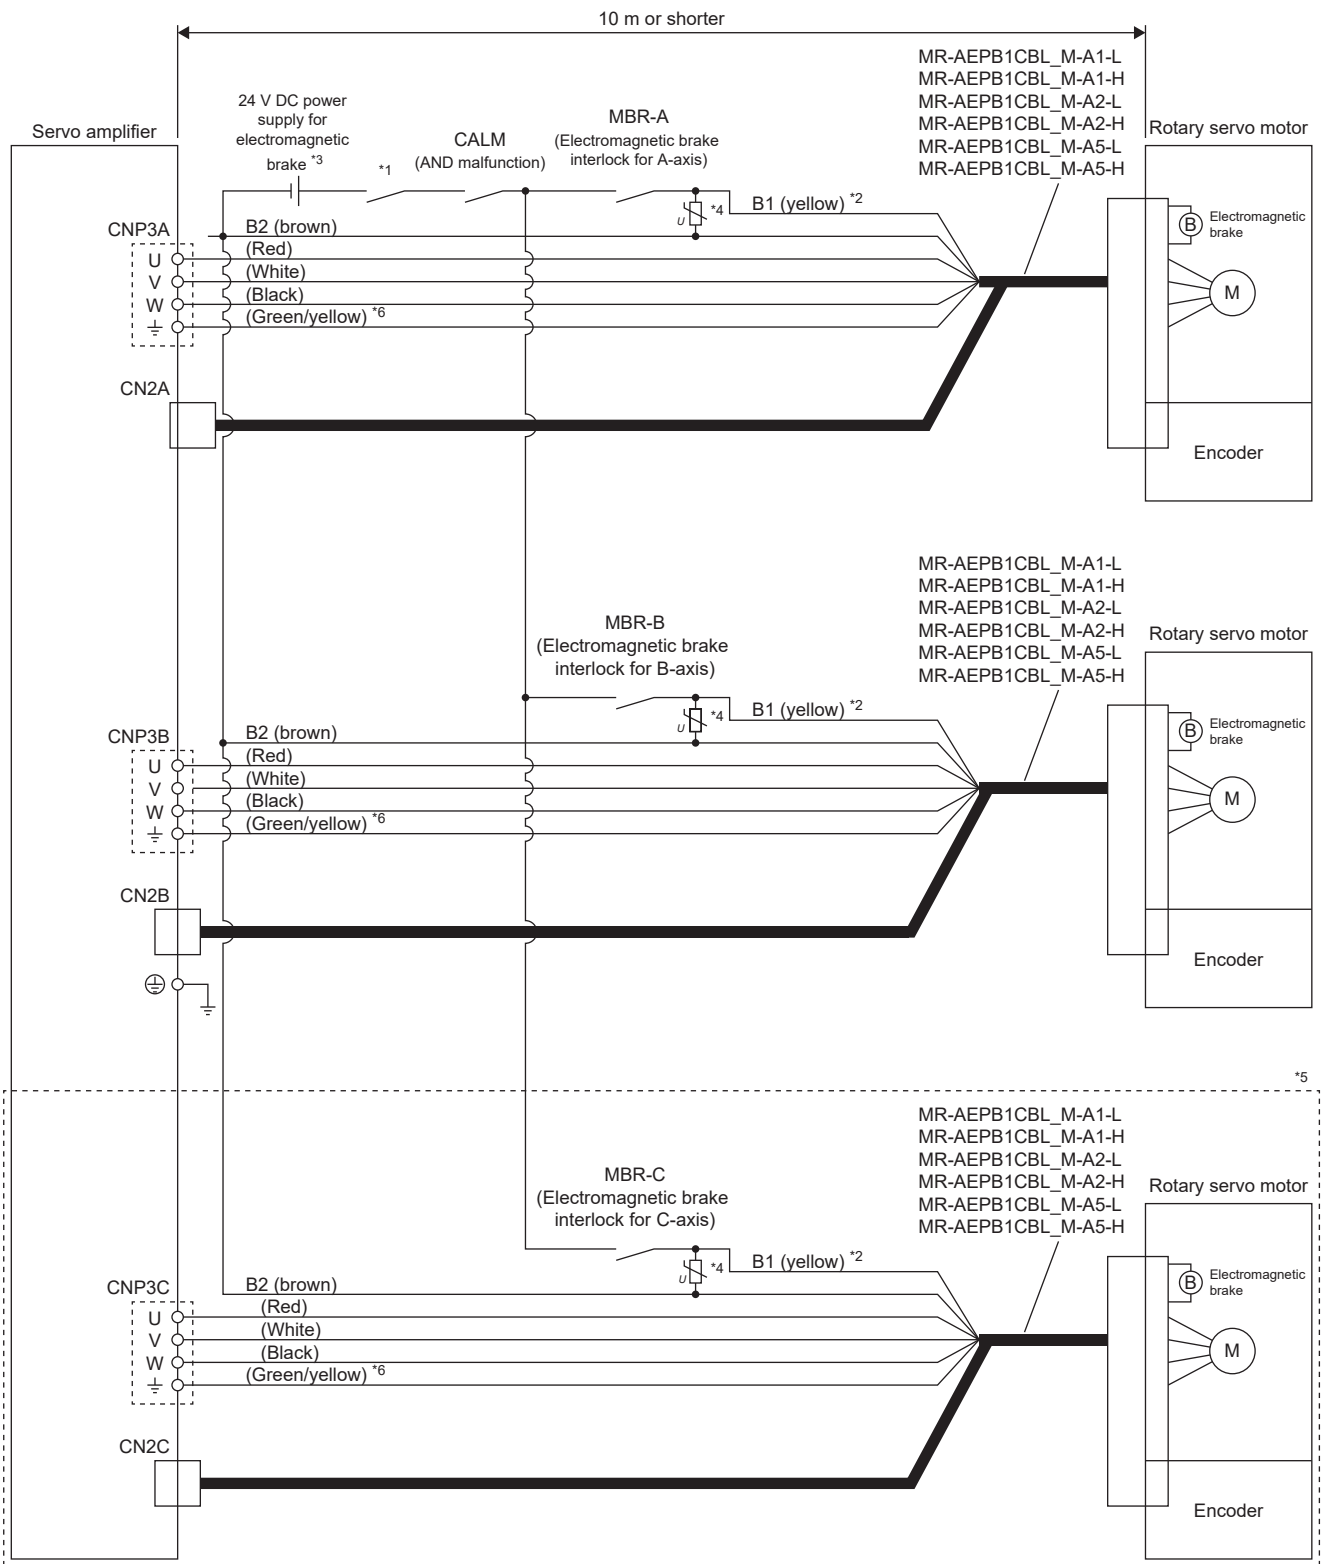 10 m or shorter
MR-AEPB1CBL_M-A1-L
MR-AEPB1CBL_M-A1-H
MR-AEPB1CBL_M-A2-L
MR-AEPB1CBL_M-A2-H
MR-AEPB1CBL_M-A5-L
MR-AEPB1CBL_M-A5-H
Servo amplifier
24 V DC power
supply for
electromagnetic
brake *3
*1
CALM
(AND malfunction)
MBR-A
(Electromagnetic brake
interlock for A-axis)
Rotary servo motor
*4
U
B1 (yellow) *2
B
Electromagnetic
brake
CNP3A
B2 (brown)
U
(Red)
V
(White)
W
(Black)
(Green/yellow) *6
M
CN2A
Encoder
MR-AEPB1CBL_M-A1-L
MR-AEPB1CBL_M-A1-H
MR-AEPB1CBL_M-A2-L
MR-AEPB1CBL_M-A2-H
MR-AEPB1CBL_M-A5-L
MR-AEPB1CBL_M-A5-H
MBR-B
(Electromagnetic brake
interlock for B-axis)
Rotary servo motor
*4
U
B1 (yellow) *2
B
Electromagnetic
brake
CNP3B
B2 (brown)
U
(Red)
V
(White)
W
(Black)
(Green/yellow) *6
M
CN2B
Encoder
*5
MR-AEPB1CBL_M-A1-L
MR-AEPB1CBL_M-A1-H
MR-AEPB1CBL_M-A2-L
MR-AEPB1CBL_M-A2-H
MR-AEPB1CBL_M-A5-L
MR-AEPB1CBL_M-A5-H
MBR-C
(Electromagnetic brake
interlock for C-axis)
Rotary servo motor
*4
U
B1 (yellow) *2
B
Electromagnetic
brake
CNP3C
B2 (brown)
U
(Red)
V
(White)
W
(Black)
(Green/yellow) *6
M
CN2C
Encoder